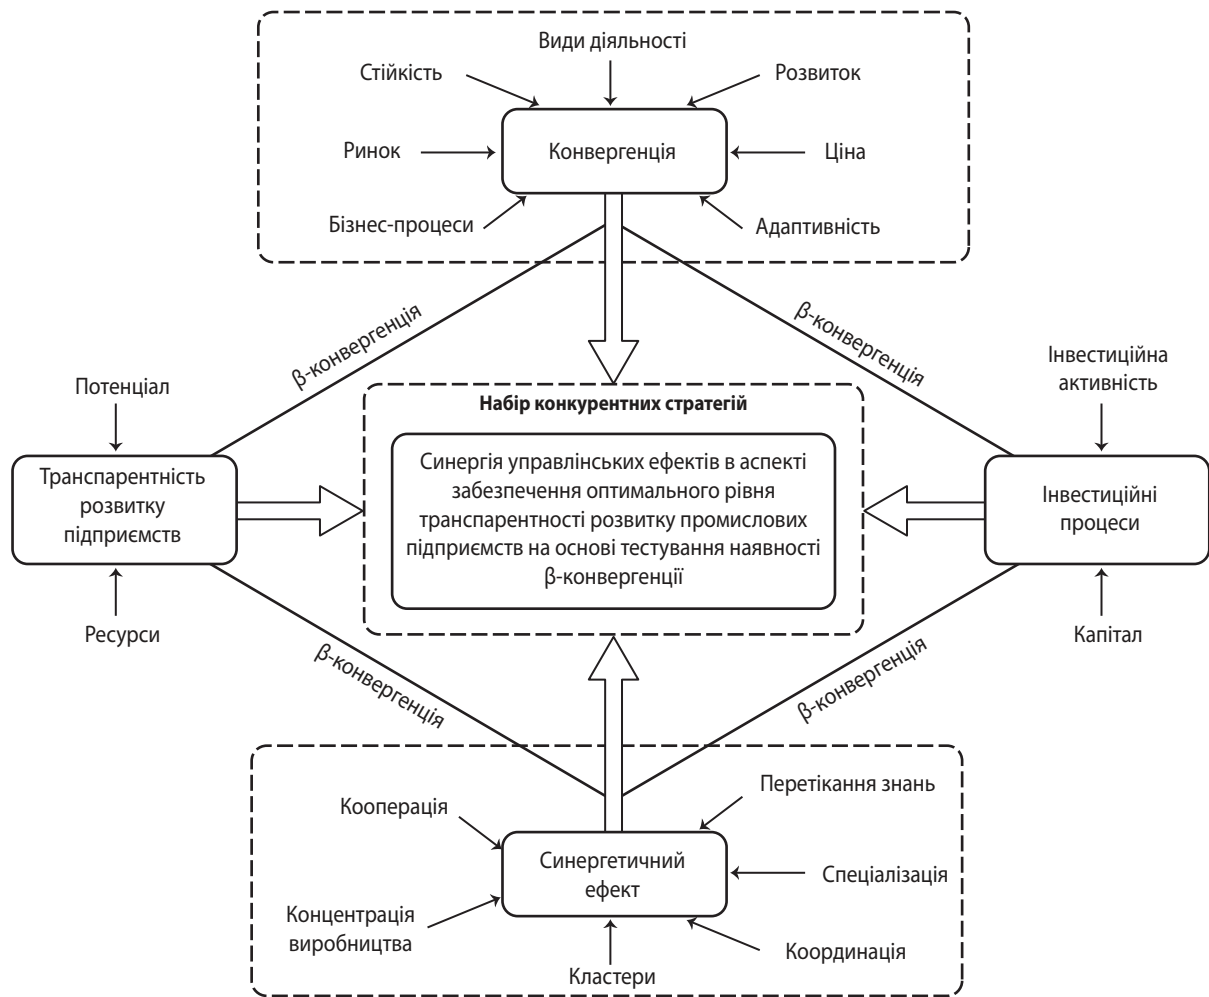 Види діяльності
Стійкість
Розвиток
Ринок
Конвергенція
Ціна
Бізнес-процеси
Адаптивність
β-конвергенція
β-конвергенція
Потенціал
Інвестиційна
активність
Набір конкурентних стратегій
Транспарентність
розвитку
підприємств
Синергія управлінських ефектів в аспекті
забезпечення оптимального рівня
транспарентності розвитку промислових
підприємств на основі тестування наявності
β-конвергенції
Інвестиційні
процеси
Ресурси
Капітал
β-конвергенція
β-конвергенція
Кооперація
Перетікання знань
Синергетичний
ефект
Спеціалізація
Концентрація
виробництва
Координація
Кластери